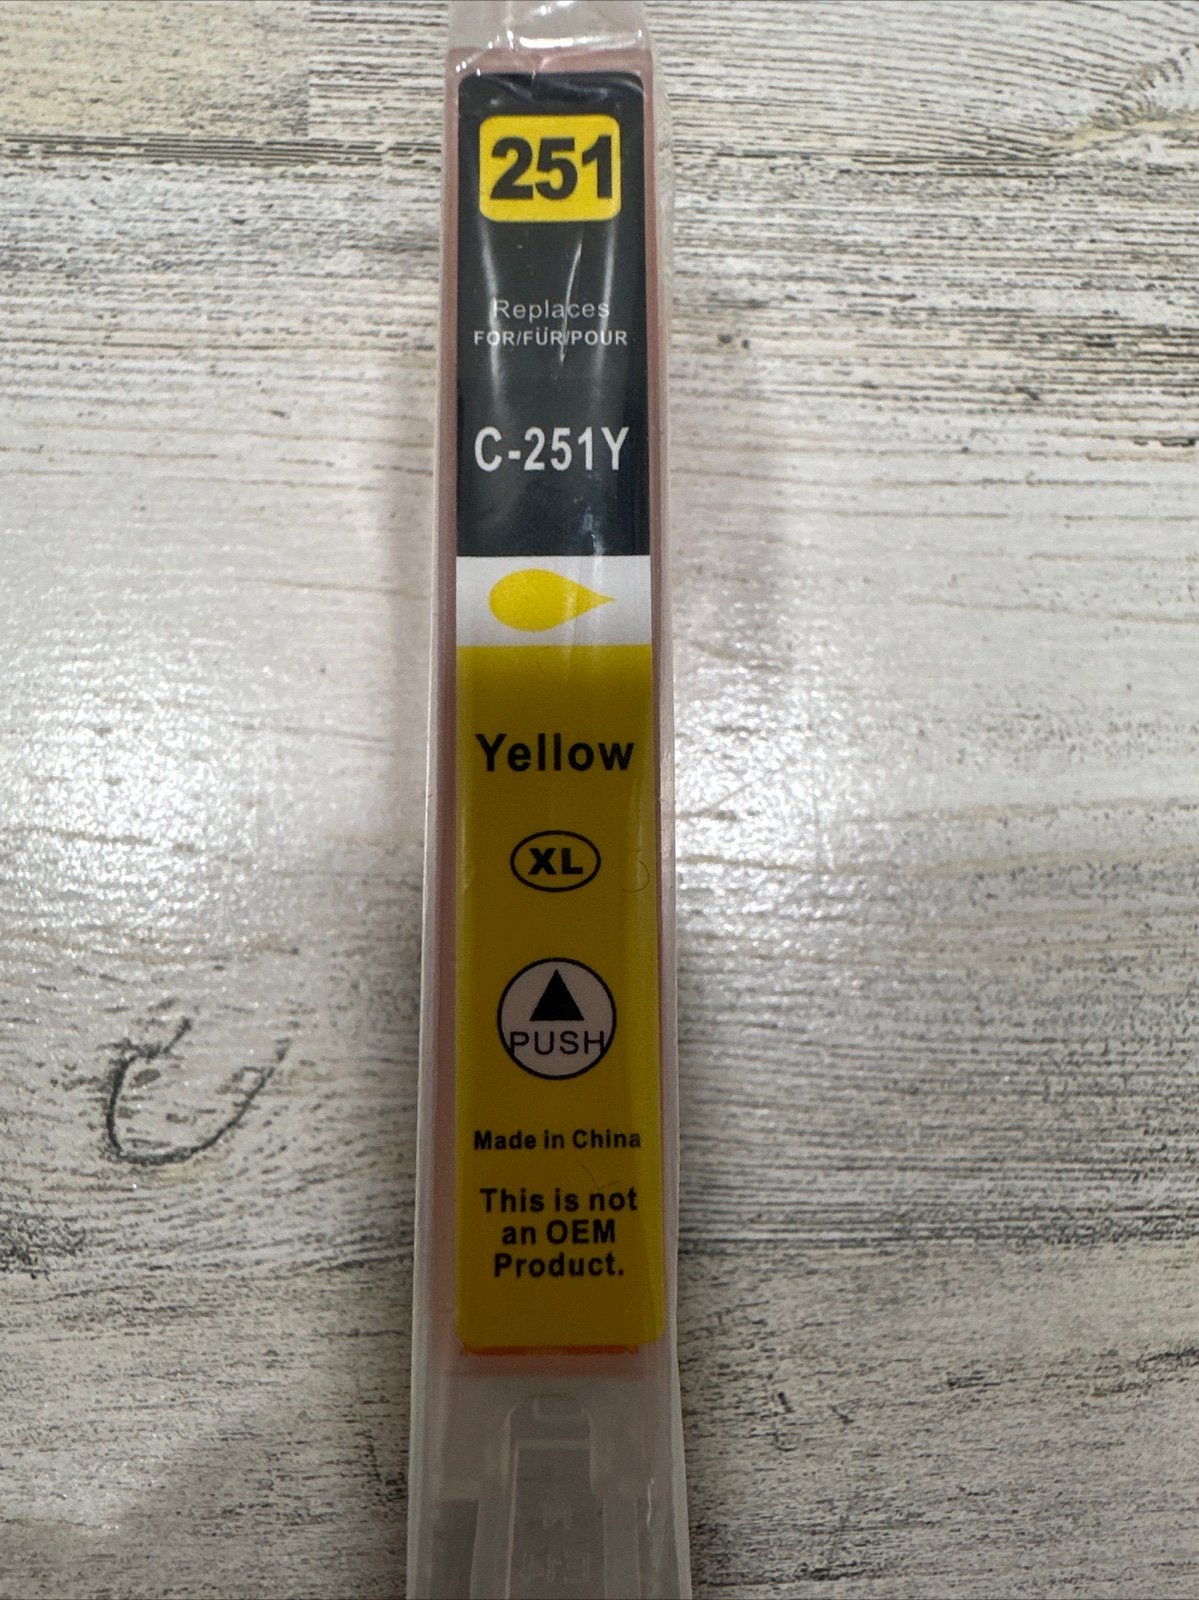 251
Replaces
FOR/FÜR/POUR
C-251Y
Yellow
XL
PUSH
Made in China
This is not
an OEM
Product.